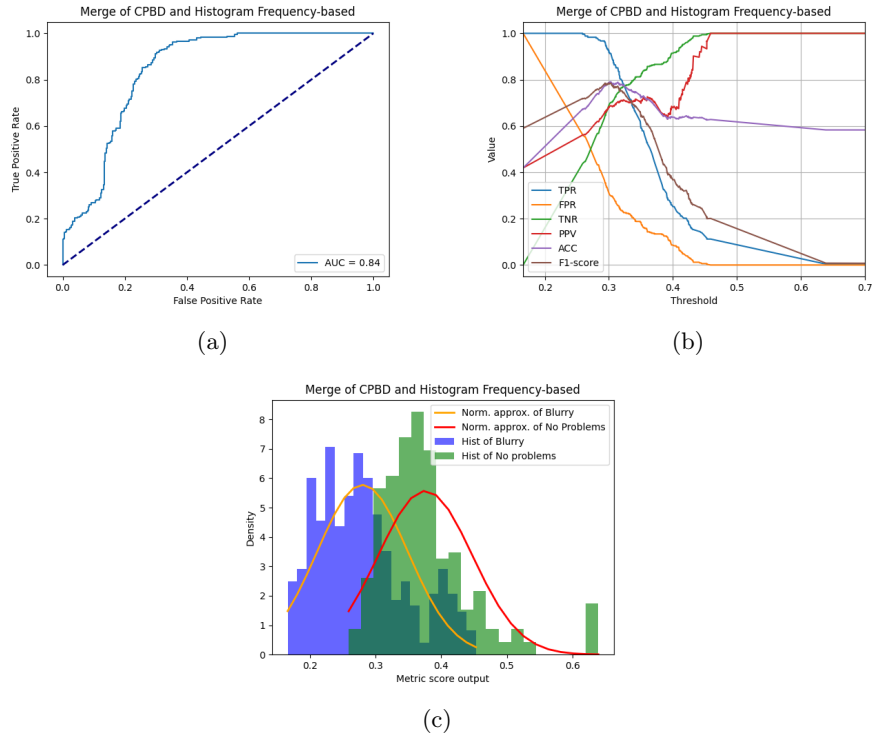 Merge of CPBD and Histogram Frequency-based
1.0
0.8
0.6
0.4
0.2
0.0
True Positive Rate
AUC = 0.84
0.0 0.2 0.4 0.6 0.8 1.0
False Positive Rate
(a)
Merge of CPBD and Histogram Frequency-based
1.0
0.8
0.6
0.4
0.2
0.0
Value
TPR
FPR
TNR
PPV
ACC
F1-score
0.2 0.3 0.4 0.5 0.6 0.7
Threshold
(b)
Merge of CPBD and Histogram Frequency-based
8
7
6
5
4
3
2
1
0
Density
Norm. approx. of Blurry
Norm. approx. of No Problems
Hist of Blurry
Hist of No problems
0.2 0.3 0.4 0.5 0.6
Metric score output
(c)